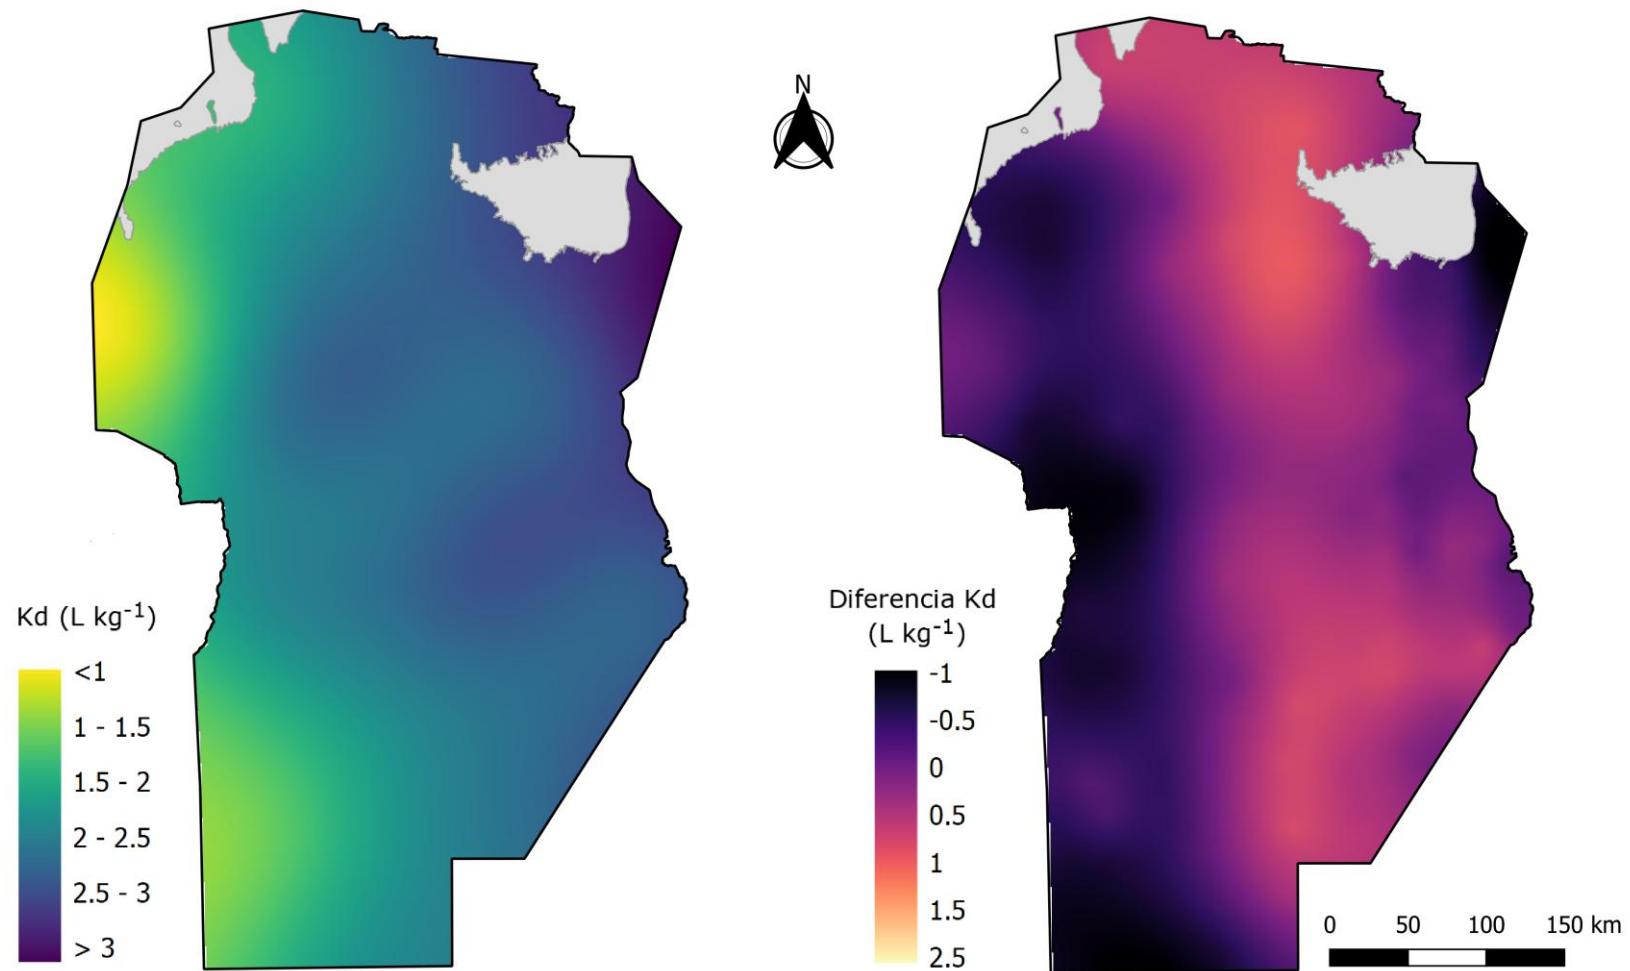 N
Kd (L kg⁻¹)
<1
1 - 1.5
1.5 - 2
2 - 2.5
2.5 - 3
> 3
Diferencia Kd
(L kg⁻¹)
-1
-0.5
0
0.5
1
1.5
2.5
0 50 100 150 km